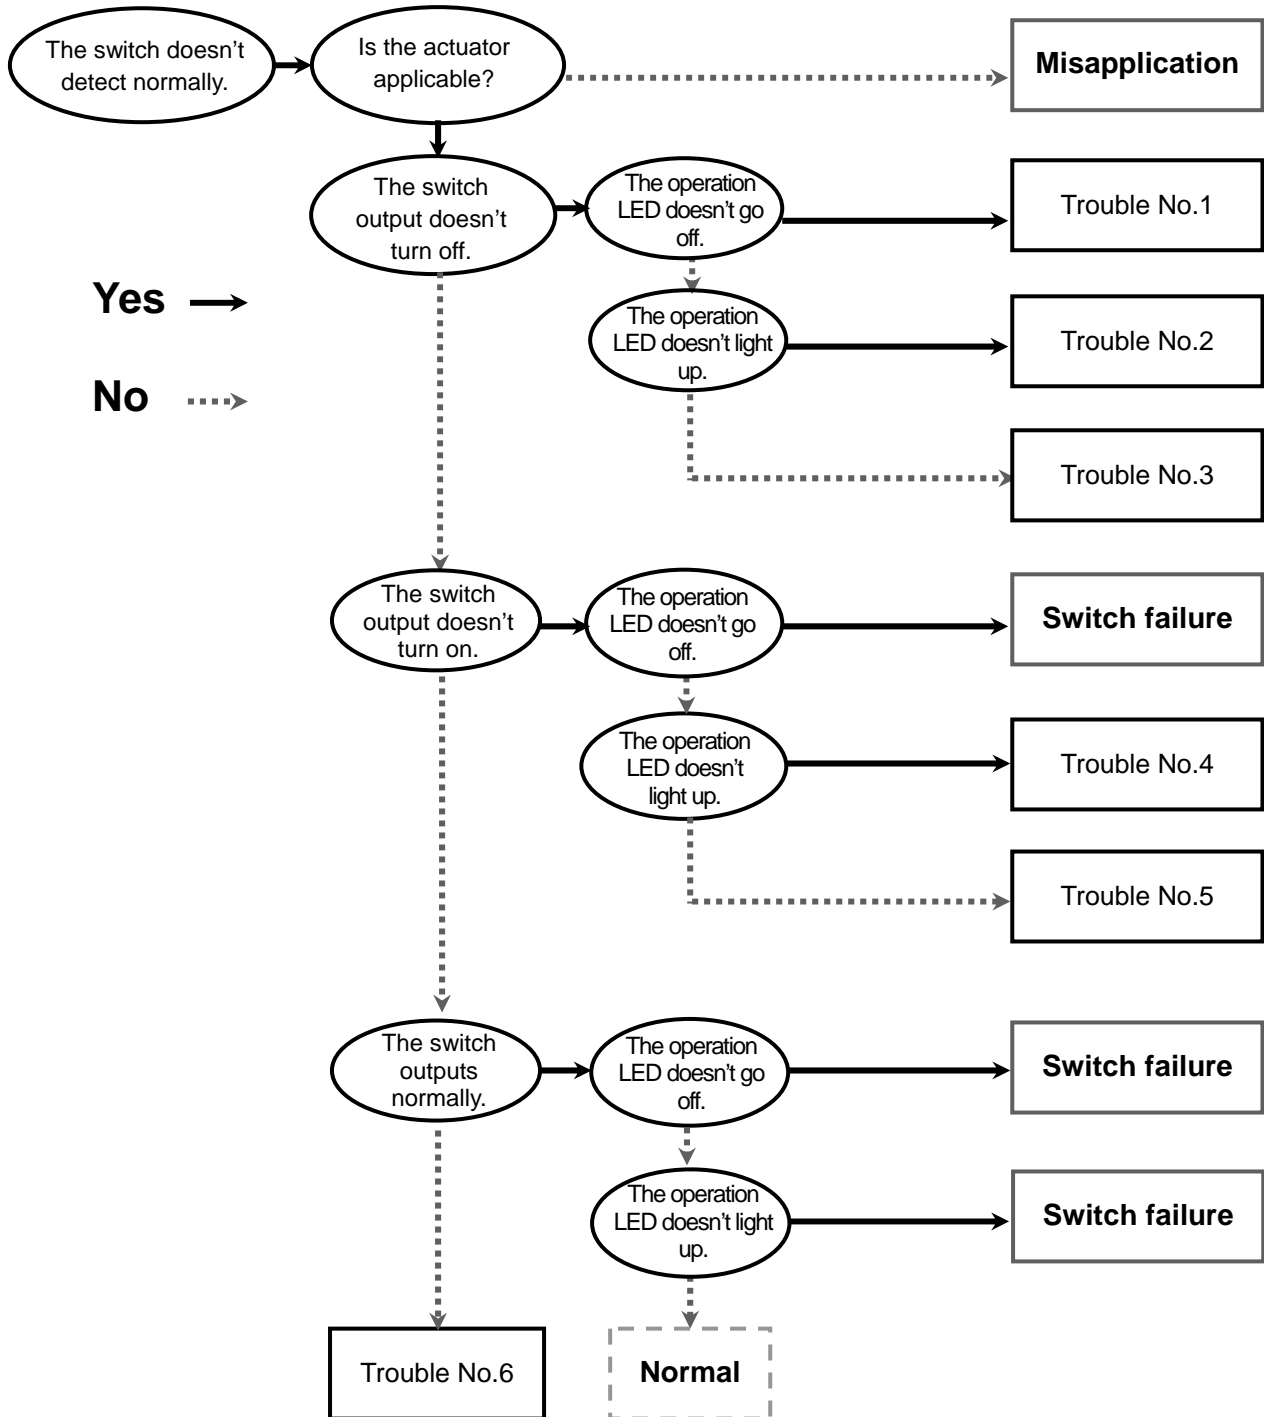 The switch doesn't
detect normally.
Is the actuator
applicable?
Misapplication
The switch
output doesn't
turn off.
The operation
LED doesn't go
off.
Trouble No.1
Yes
The operation
LED doesn't light
up.
Trouble No.2
No
Trouble No.3
The switch
output doesn't
turn on.
The operation
LED doesn't go
off.
Switch failure
The operation
LED doesn't
light up.
Trouble No.4
Trouble No.5
The switch
outputs
normally.
The operation
LED doesn't go
off.
Switch failure
The operation
LED doesn't light
up.
Switch failure
Trouble No.6
Normal